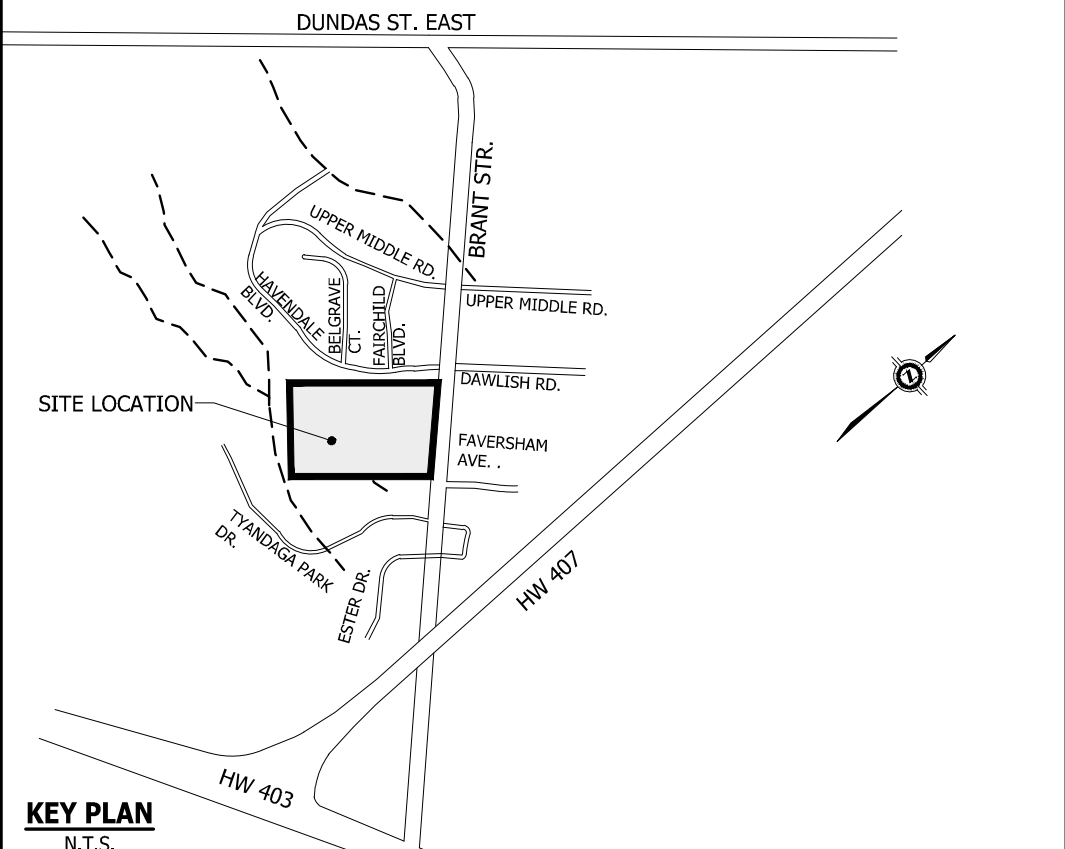 DUNDAS ST. EAST
BRANT STR.
UPPER MIDDLE RD.
HAVENDALE
BLVD.
BELGRAVE
CT.
FAIRCHILD
BLVD.
UPPER MIDDLE RD.
DAWLISH RD.
SITE LOCATION
FAVERSHAM
AVE. .
TYANDAGA PARK
DR.
ESTER DR.
HW 407
HW 403
N
KEY PLAN
N.T.S.